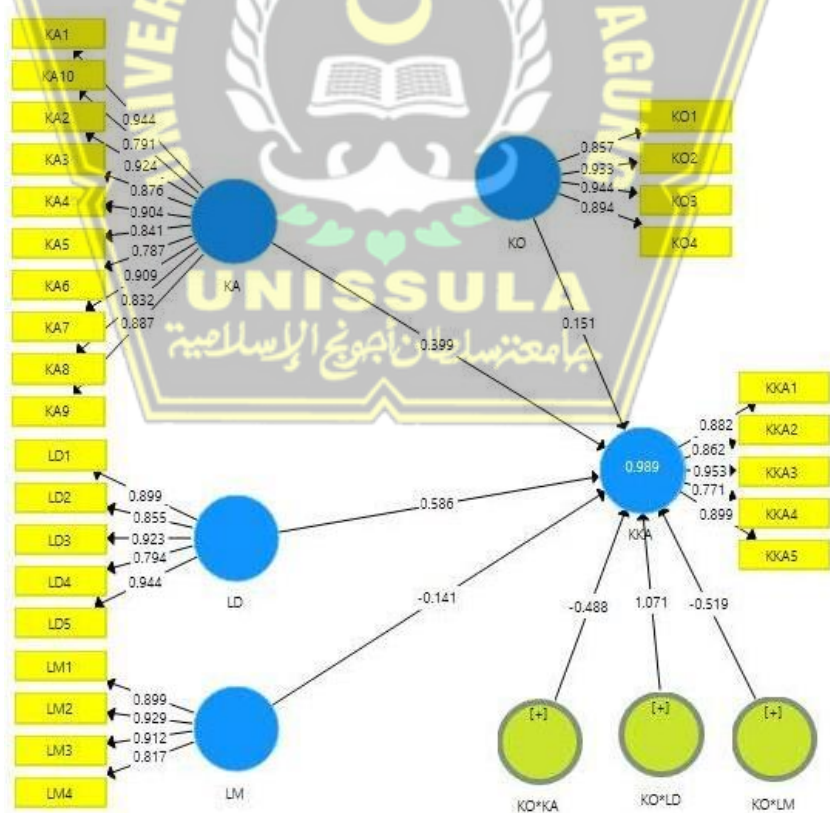 KA1
KA10
KA2
KA3
KA4
KA5
KA6
KA7
KA8
KA9
0.944
0.791
0.924
0.876
0.904
0.841
0.787
0.909
0.832
0.887
KA
UNIVER
AGUNG
UNISSULA
جامعة سلطان أجونج الإسلامية
KO1
KO2
KO3
KO4
0.857
0.933
0.944
0.894
KO
0.399
0.151
LD1
LD2
LD3
LD4
LD5
0.899
0.855
0.923
0.794
0.944
LD
0.586
LM1
LM2
LM3
LM4
0.899
0.929
0.912
0.817
LM
-0.141
0.989
KKA
KKA1
KKA2
KKA3
KKA4
KKA5
0.882
0.862
0.953
0.771
0.899
-0.488
1.071
-0.519
[+]
[+]
[+]
KO*KA
KO*LD
KO*LM